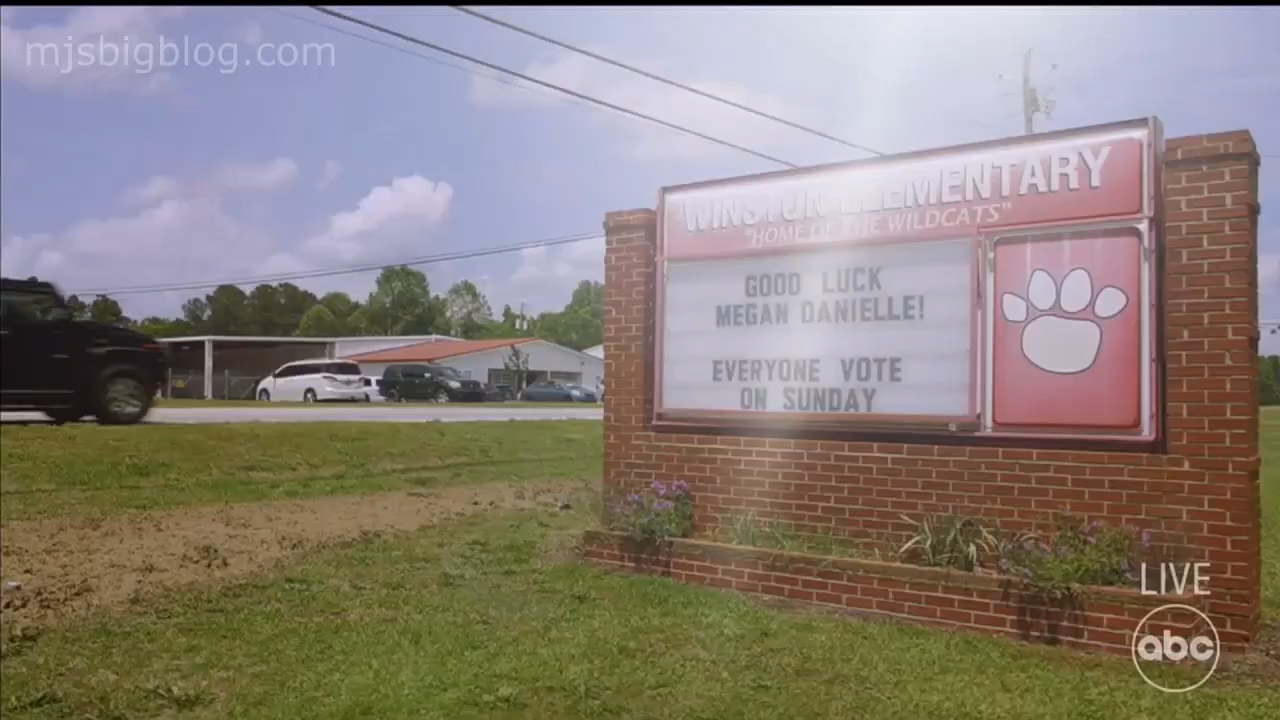 mjsbigblog.com
WINSTON ELEMENTARY
"HOME OF THE WILDCATS"
GOOD LUCK
MEGAN DANIELLE!
EVERYONE VOTE
ON SUNDAY
LIVE
abc